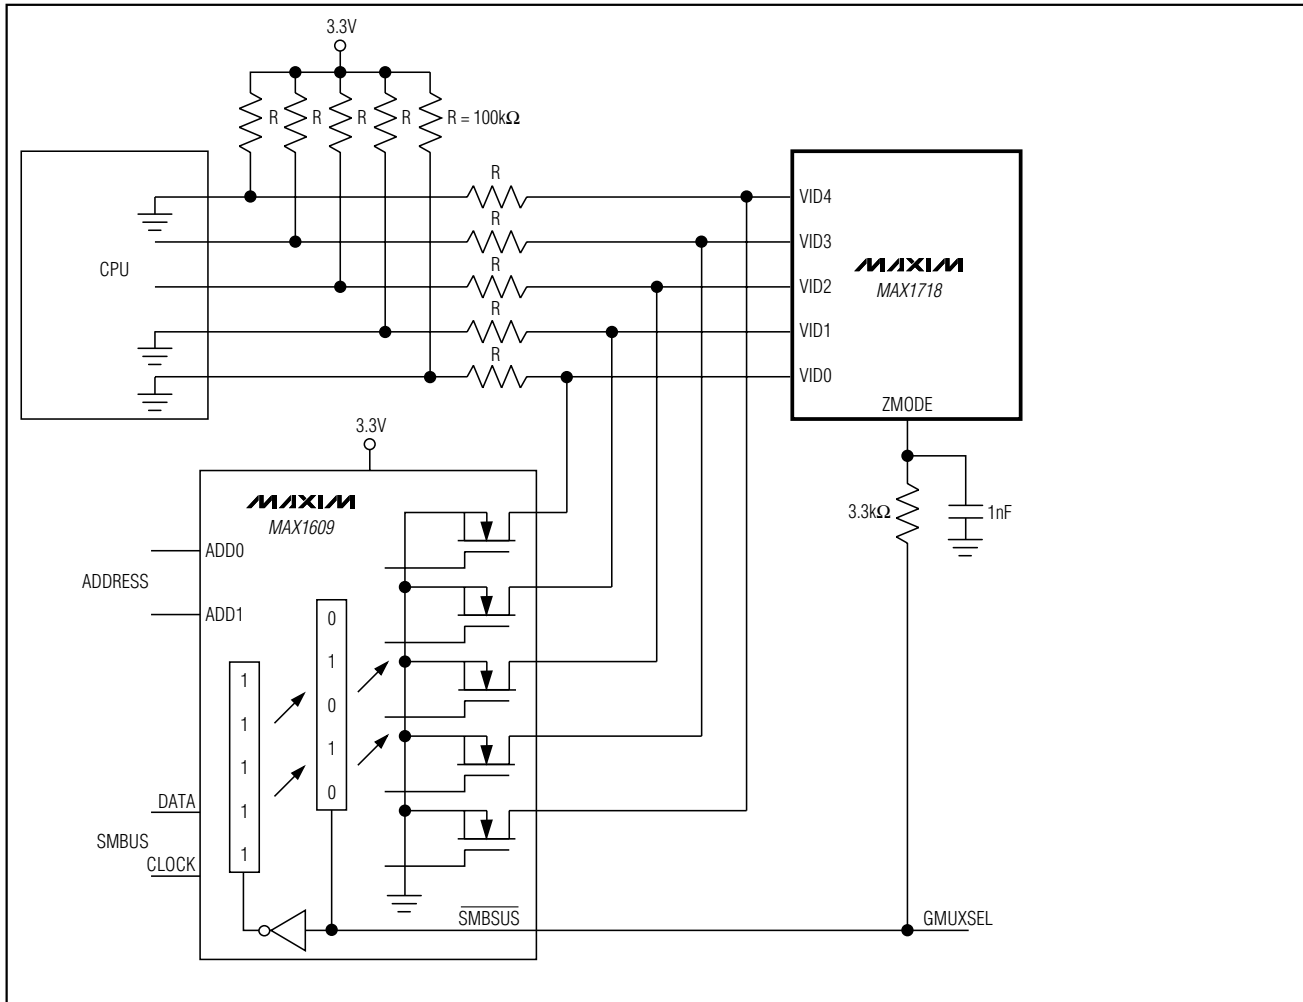 3.3V
R R R R R = 100kΩ
R
R
R
R
R
CPU
VID4
VID3
VID2
VID1
VID0
MAXIM
MAX1718
ZMODE
3.3kΩ
1nF
3.3V
MAXIM
MAX1609
ADD0
ADDRESS
ADD1
0
1
0
1
0
1
1
1
1
1
DATA
SMBUS
CLOCK
SMBSUS
GMUXSEL